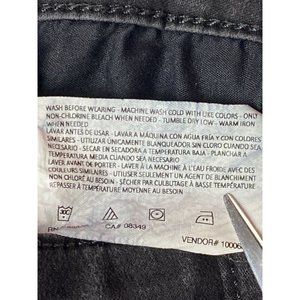 WASH BEFORE WEARING - MACHINE WASH COLD WITH LIKE COLORS - ONLY
NON-CHLORINE BLEACH WHEN NEEDED - TUMBLE DRY LOW - WARM IRON
WHEN NEEDED
LAVAR ANTES DE USAR - LAVAR A MÁQUINA CON AGUA FRÍA Y CON COLORES
SIMILARES - UTILIZAR ÚNICAMENTE BLANQUEADOR SIN CLORO CUANDO SEA
NECESARIO - SECAR EN SECADORA A TEMPERATURA BAJA - PLANCHAR A
TEMPERATURA MEDIA CUANDO SEA NECESARIO
LAVER AVANT DE PORTER - LAVER À LA MACHINE À L'EAU FROIDE AVEC DES
COULEURS SIMILAIRES - N'UTILISER UN AGENT DE BLANCHIMENT
SANS CHLORE AU BESOIN - SÉCHER PAR CULBUTAGE À BASSE TEMPÉRATURE
REPASSER À TEMPÉRATURE MOYENNE AU BESOIN
RN
CA# 08349
VENDOR# 10006